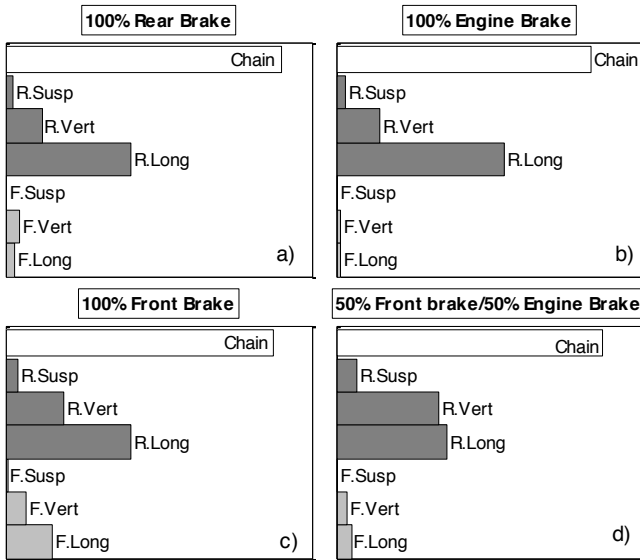 100% Rear Brake
Chain
R.Susp
R.Vert
R.Long
F.Susp
F.Vert
F.Long
a)
100% Engine Brake
Chain
R.Susp
R.Vert
R.Long
F.Susp
F.Vert
F.Long
b)
100% Front Brake
Chain
R.Susp
R.Vert
R.Long
F.Susp
F.Vert
F.Long
c)
50% Front brake/50% Engine Brake
Chain
R.Susp
R.Vert
R.Long
F.Susp
F.Vert
F.Long
d)